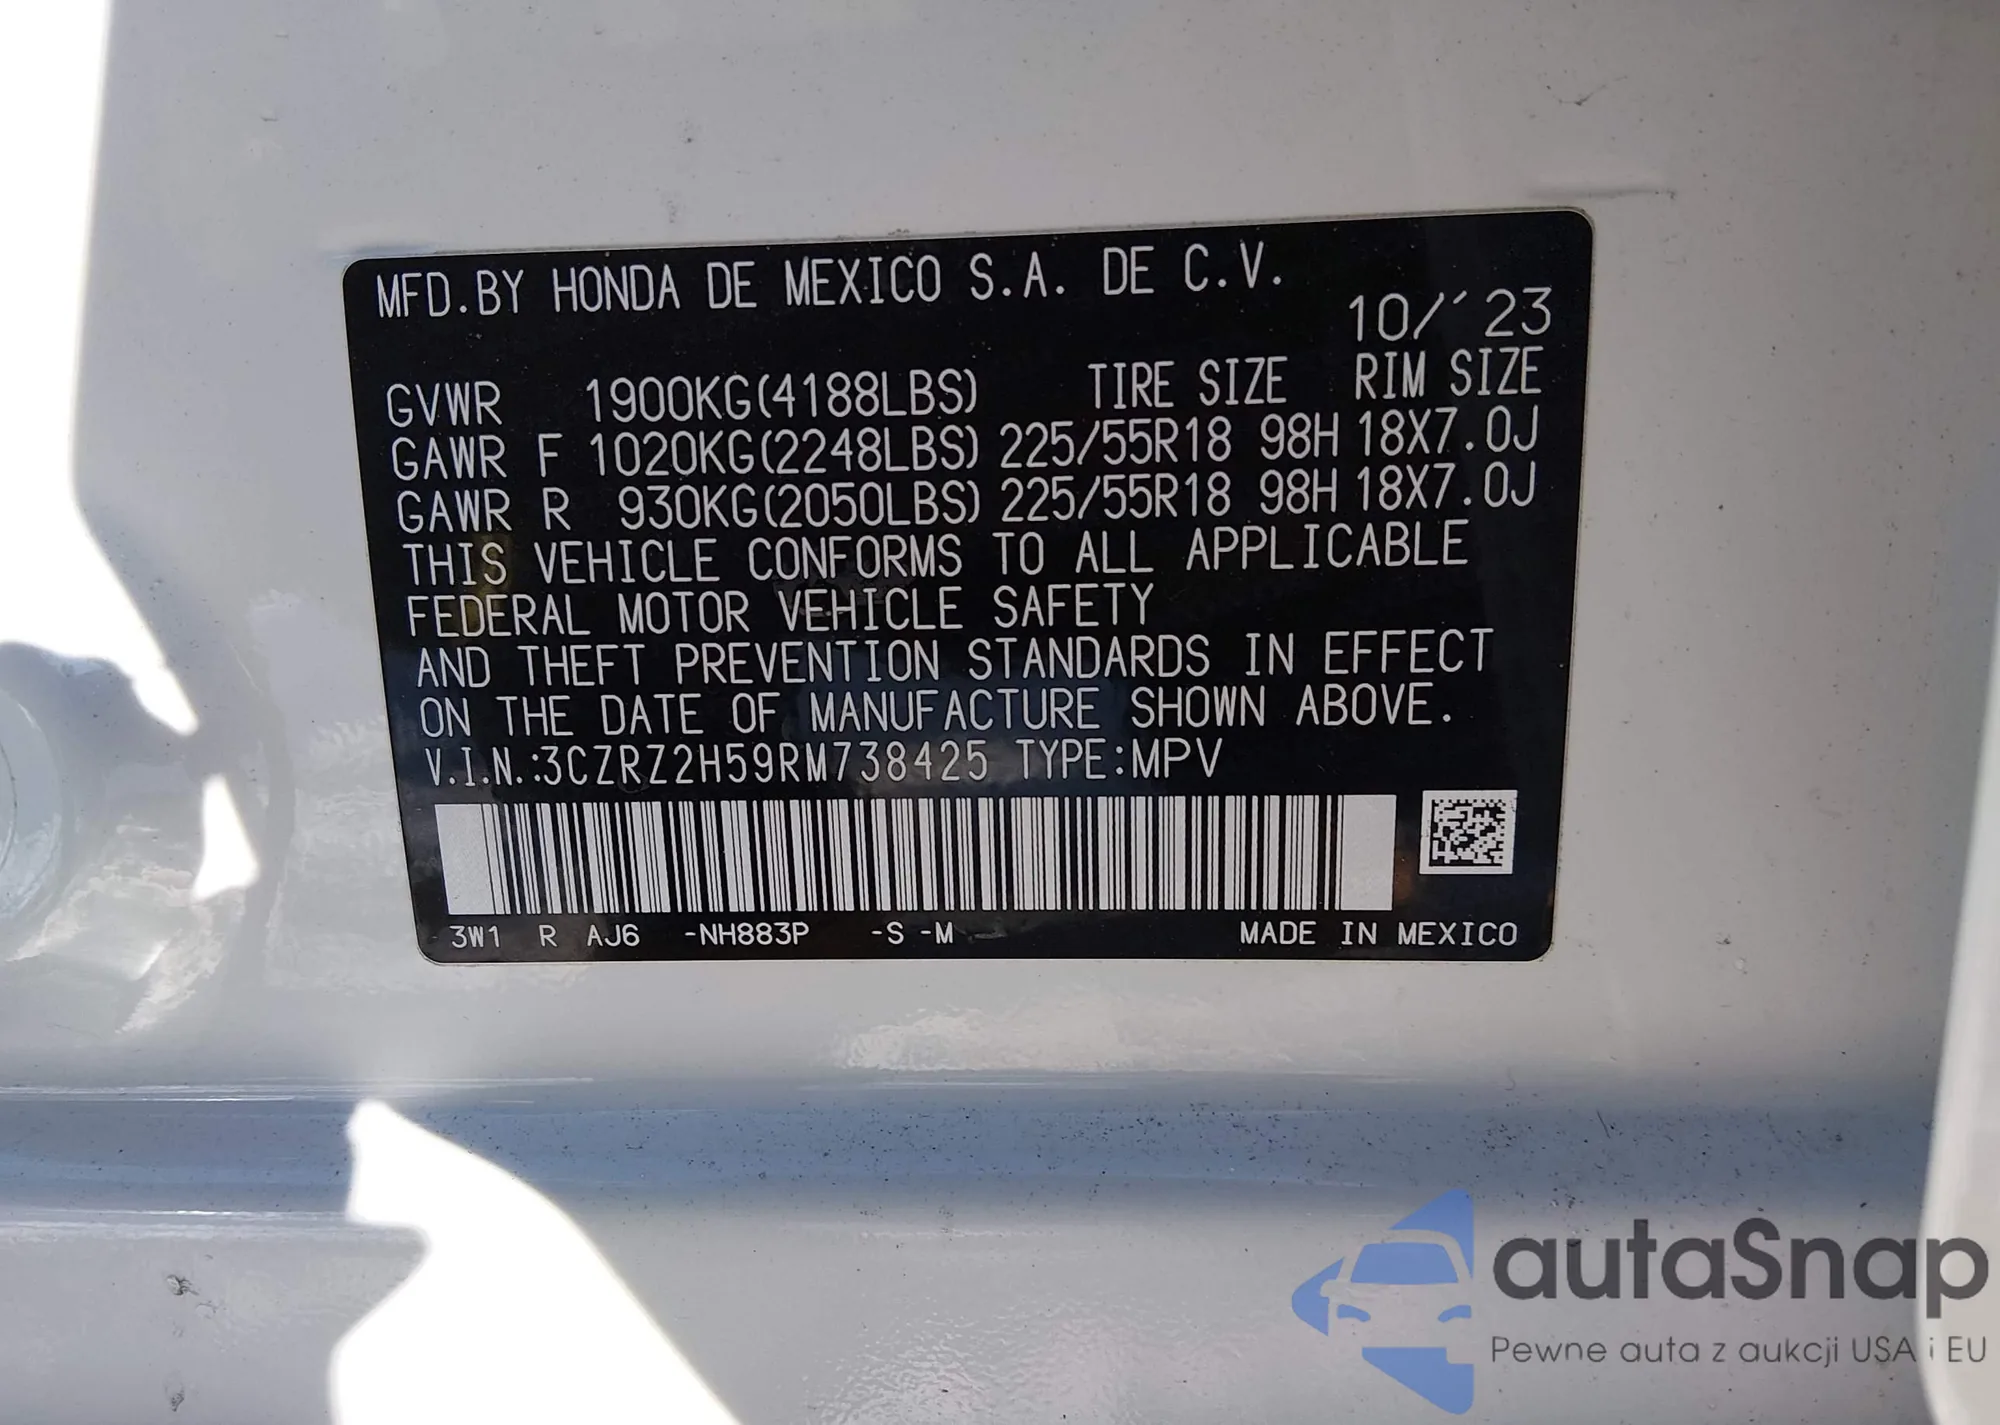 MFD.BY HONDA DE MEXICO S.A. DE C.V.
10/´23
GVWR 1900KG(4188LBS) TIRE SIZE RIM SIZE
GAWR F 1020KG(2248LBS) 225/55R18 98H 18X7.0J
GAWR R 930KG(2050LBS) 225/55R18 98H 18X7.0J
THIS VEHICLE CONFORMS TO ALL APPLICABLE
FEDERAL MOTOR VEHICLE SAFETY
AND THEFT PREVENTION STANDARDS IN EFFECT
ON THE DATE OF MANUFACTURE SHOWN ABOVE.
V.I.N.:3CZRZ2H59RM738425 TYPE:MPV
3W1 R AJ6 -NH883P -S -M MADE IN MEXICO
autaSnap
Pewne auta z aukcji USA i EU